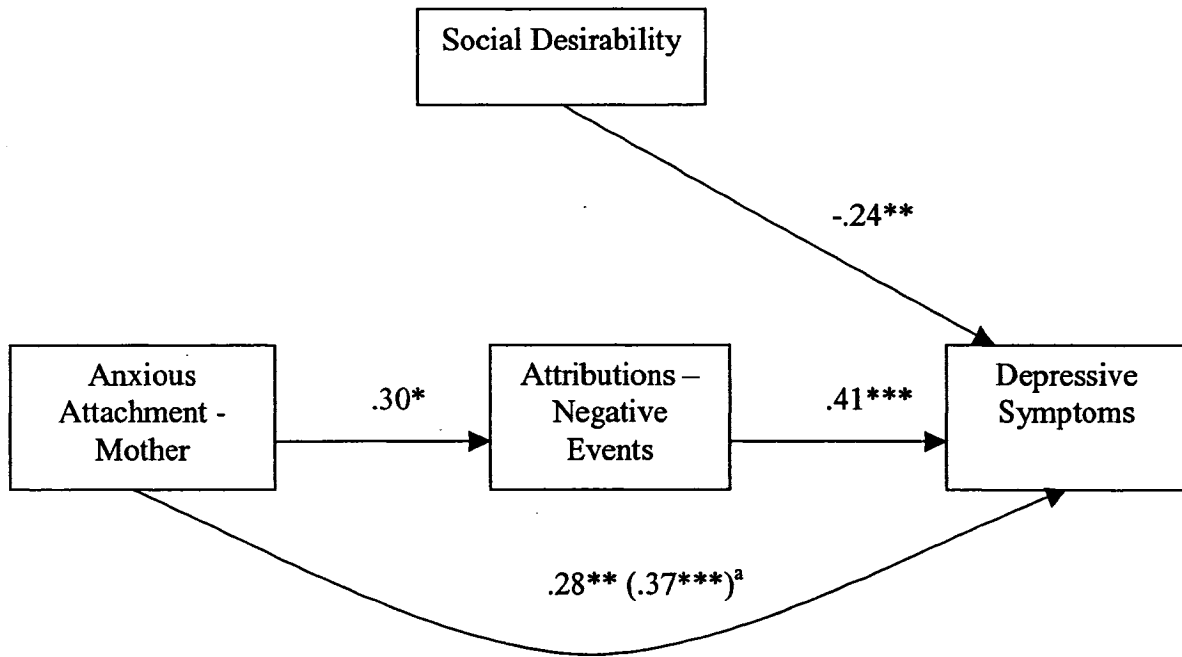 Social Desirability
-.24**
Anxious
Attachment -
Mother
.30*
Attributions –
Negative
Events
.41***
Depressive
Symptoms
.28** (.37***)ª